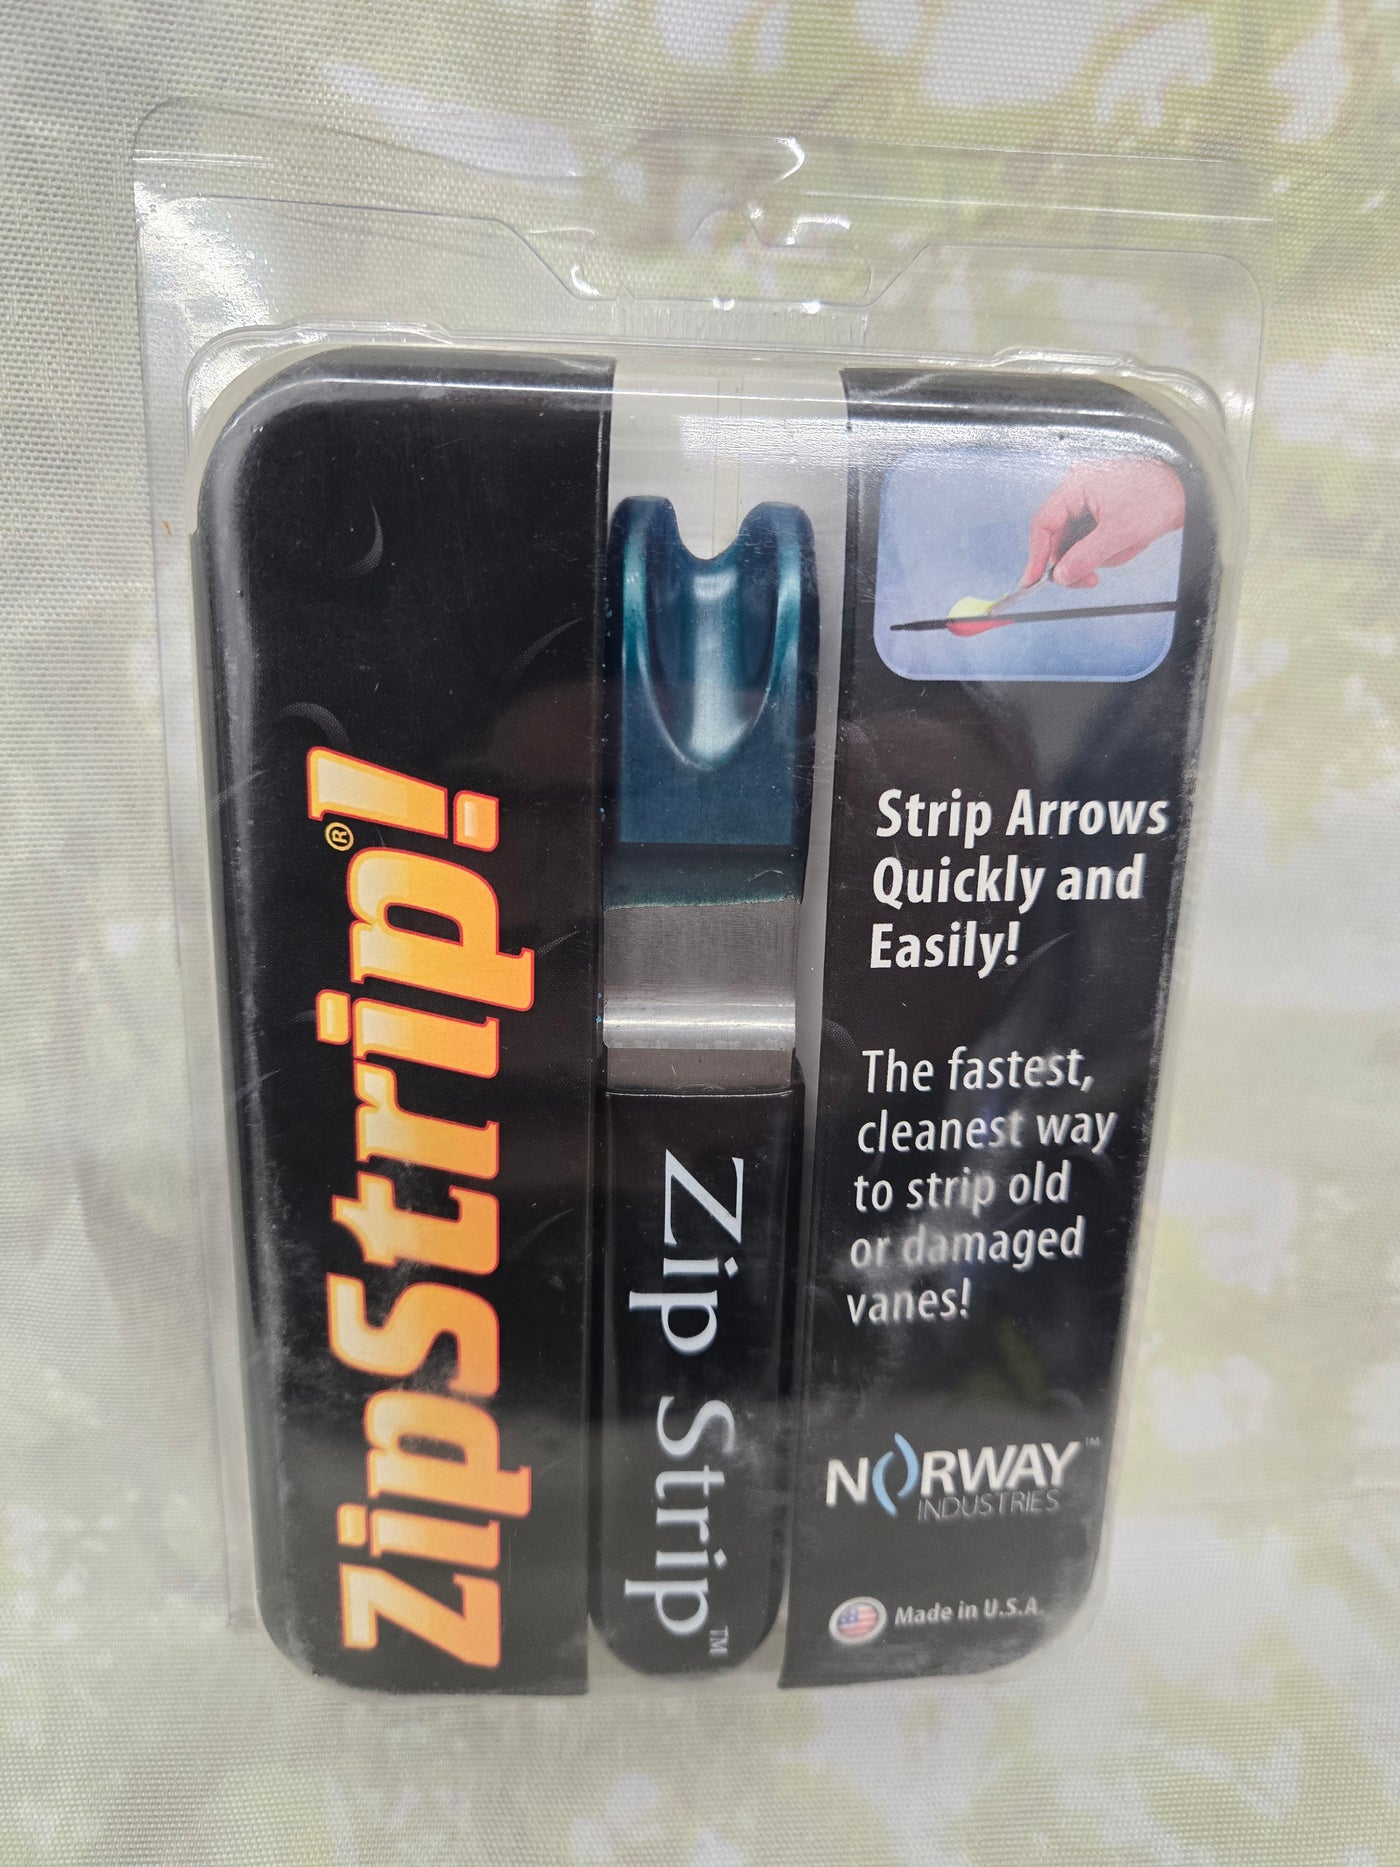 ZipStrip!®
Zip Strip™
Strip Arrows
Quickly and
Easily!
The fastest,
cleanest way
to strip old
or damaged
vanes!
NORWAY™
INDUSTRIES
Made in U.S.A.